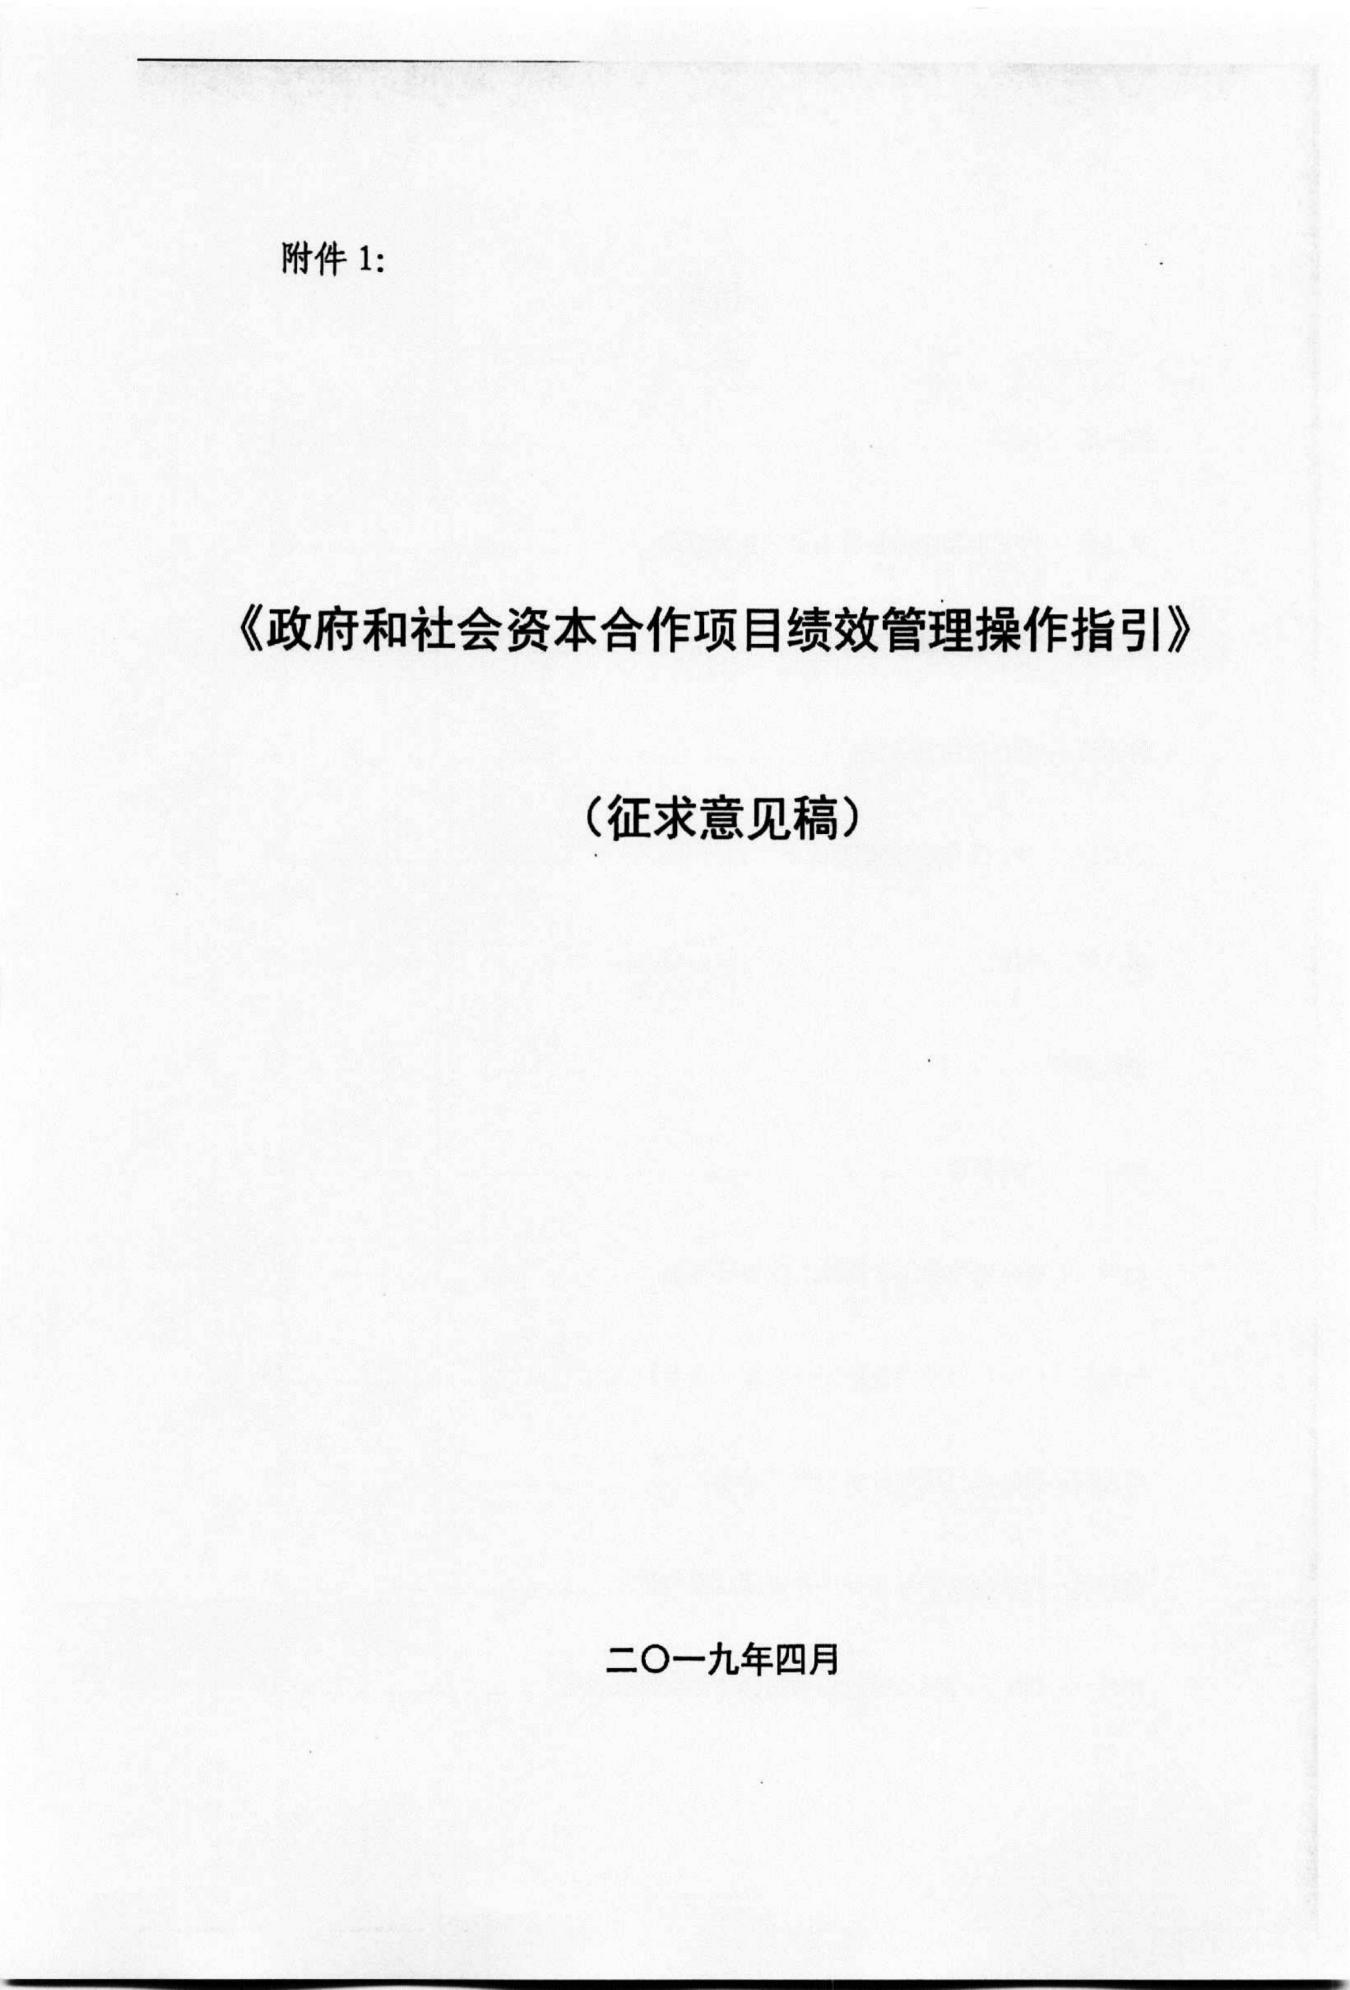 附件 1:
《政府和社会资本合作项目绩效管理操作指引》
（征求意见稿）
二〇一九年四月